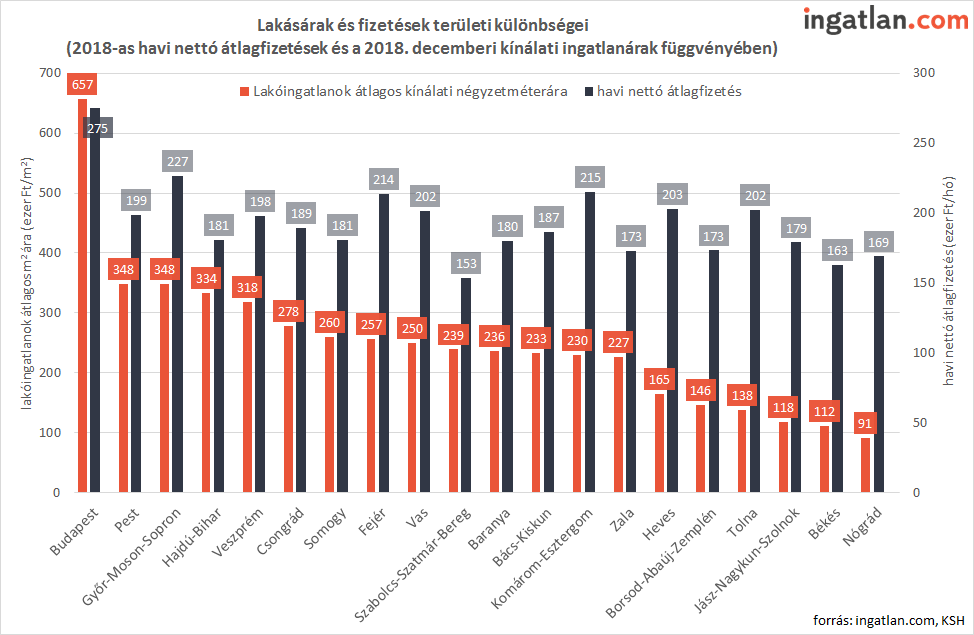 Lakásárak és fizetések területi különbségei
(2018-as havi nettó átlagfizetések és a 2018. decemberi kínálati ingatlanárak függvényében)
ingatlan.com
Lakóingatlanok átlagos kínálati négyzetméterára
havi nettó átlagfizetés
lakóingatlanok átlagos m² ára (ezer Ft/m²)
700
600
500
400
300
200
100
0
657
275
348
199
348
227
334
181
318
198
278
189
260
181
257
214
250
202
239
153
236
180
233
187
230
215
227
173
165
203
146
173
138
202
118
179
112
163
91
169
300
250
200
150
100
50
0
havi nettó átlagfizetés (ezer Ft/hó)
Budapest
Pest
Győr-Moson-Sopron
Hajdú-Bihar
Veszprém
Csongrád
Somogy
Fejér
Vas
Szabolcs-Szatmár-Bereg
Baranya
Bács-Kiskun
Komárom-Esztergom
Zala
Heves
Borsod-Abaúj-Zemplén
Tolna
Jász-Nagykun-Szolnok
Békés
Nógrád
forrás: ingatlan.com, KSH